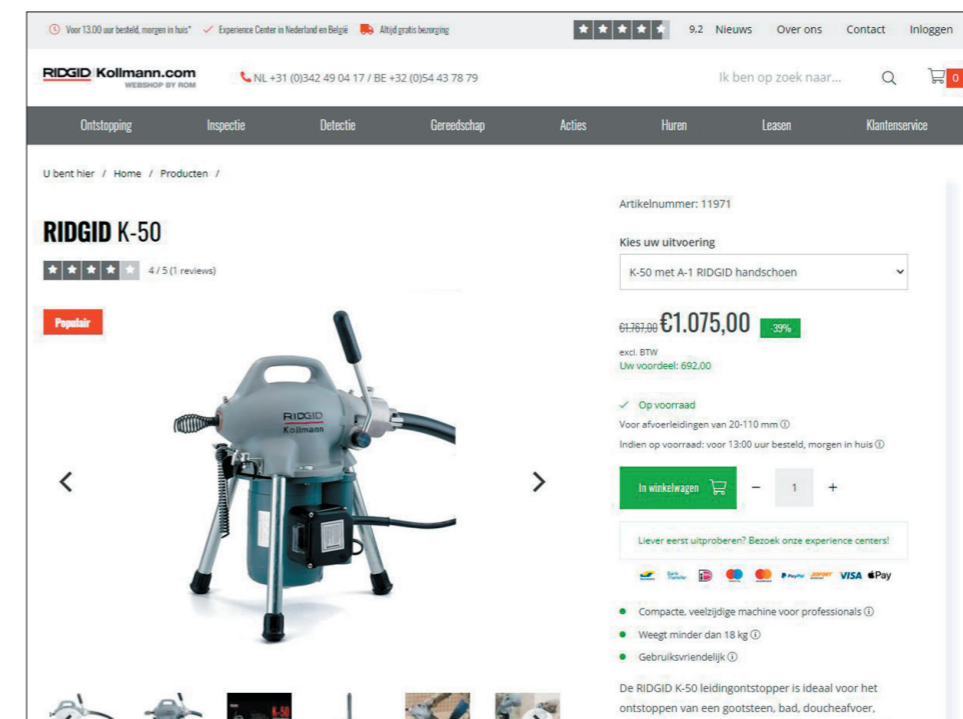 Voor 13.00 uur besteld, morgen in huis* Experience Center in Nederland en België Altijd gratis bezorging 9.2 Nieuws Over ons Contact Inloggen
RIDGID Kollmann.com
WEBSHOP BY ROM
NL +31 (0)342 49 04 17 / BE +32 (0)54 43 78 79
Ik ben op zoek naar...
0
Ontstopping Inspectie Detectie Gereedschap Acties Huren Leasen Klantenservice
U bent hier / Home / Producten /
RIDGID K-50
4 / 5 (1 reviews)
Populair
RIDGID
Kollmann
K-50
Artikelnummer: 11971
Kies uw uitvoering
K-50 met A-1 RIDGID handschoen
€1.767,00 €1.075,00 -39%
excl. BTW
Uw voordeel: 692,00
Op voorraad
Voor afvoerleidingen van 20-110 mm
Indien op voorraad: voor 13:00 uur besteld, morgen in huis
In winkelwagen − 1 +
Liever eerst uitproberen? Bezoek onze experience centers!
PayPal VISA Pay
Compacte, veelzijdige machine voor professionals
Weegt minder dan 18 kg
Gebruiksvriendelijk
De RIDGID K-50 leidingontstopper is ideaal voor het
ontstoppen van een gootsteen, bad, doucheafvoer,